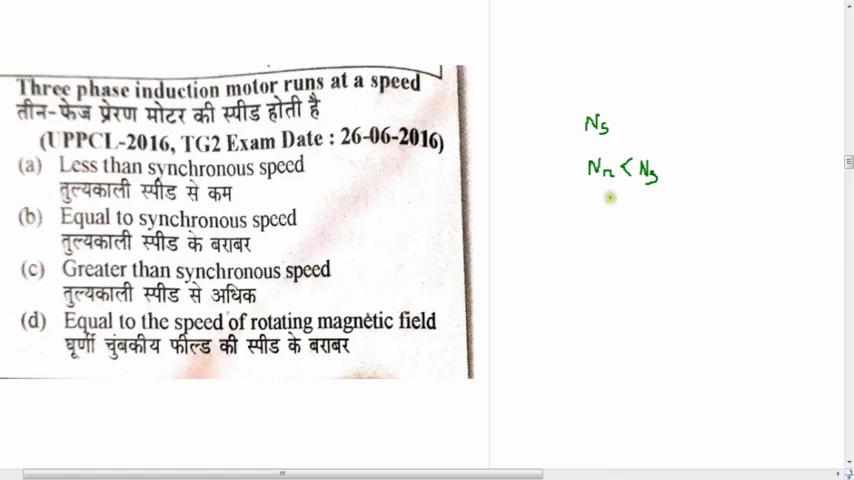 Three phase induction motor runs at a speed
तीन-फेज प्रेरण मोटर की स्पीड होती है
(UPPCL-2016, TG2 Exam Date : 26-06-2016)
(a) Less than synchronous speed
तुल्यकाली स्पीड से कम
(b) Equal to synchronous speed
तुल्यकाली स्पीड के बराबर
(c) Greater than synchronous speed
तुल्यकाली स्पीड से अधिक
(d) Equal to the speed of rotating magnetic field
घूर्णी चुंबकीय फील्ड की स्पीड के बराबर
Ns
Nr < Ns